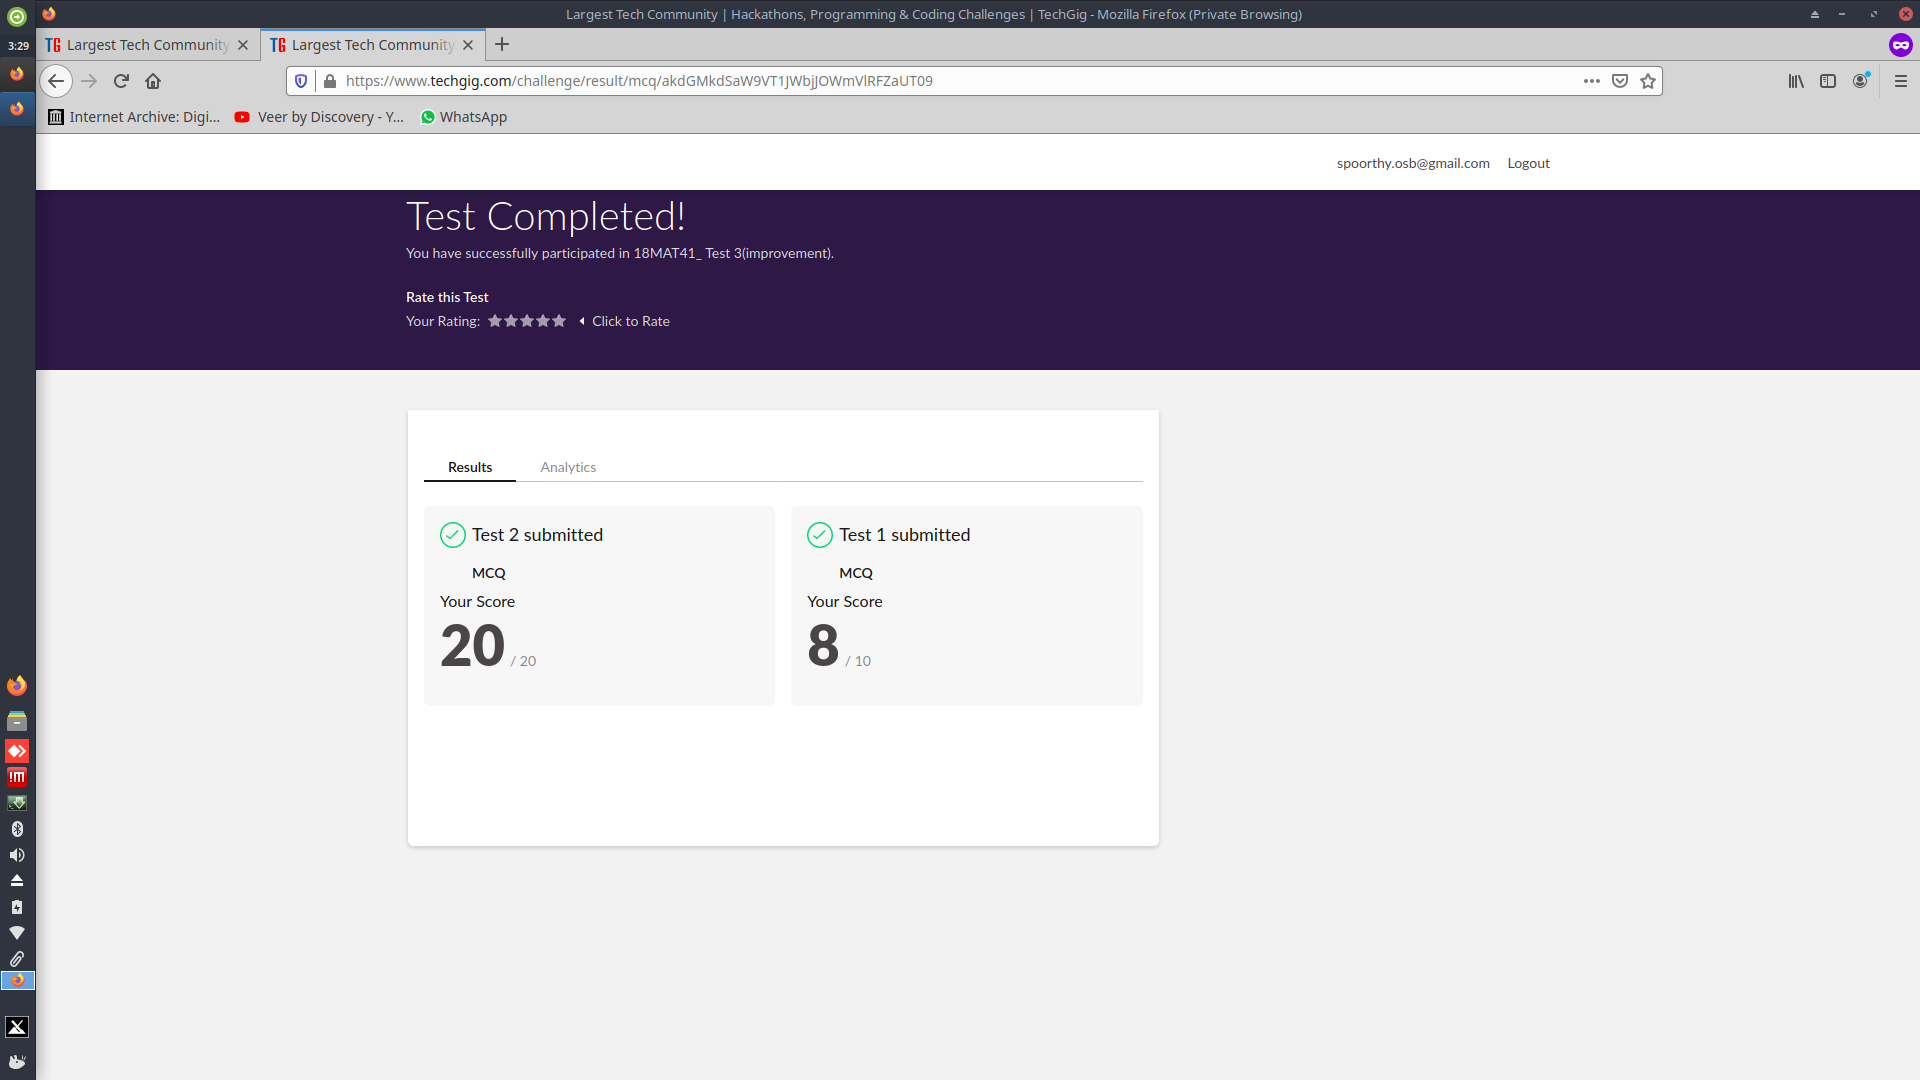 Largest Tech Community | Hackathons, Programming & Coding Challenges | TechGig - Mozilla Firefox (Private Browsing)
3:29
TG Largest Tech Community
TG Largest Tech Community
https://www.techgig.com/challenge/result/mcq/akdGMkdSaW9VT1JWbjJOWmVlRFZaUT09
Internet Archive: Digi...
Veer by Discovery - Y...
WhatsApp
spoorthy.osb@gmail.com
Logout
Test Completed!
You have successfully participated in 18MAT41_ Test 3(improvement).
Rate this Test
Your Rating:
Click to Rate
Results
Analytics
Test 2 submitted
MCQ
Your Score
20 / 20
Test 1 submitted
MCQ
Your Score
8 / 10
!m